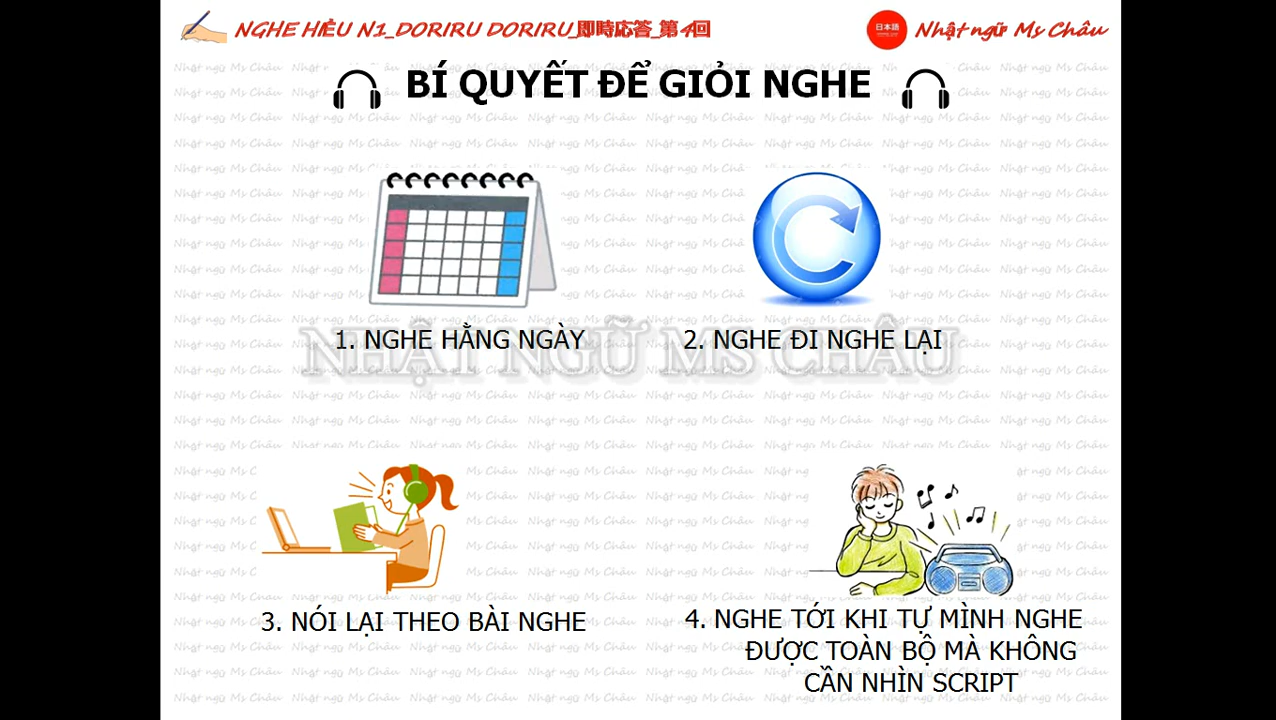 NGHE HIỂU N1_DORIRU DORIRU_即時応答_第4回
日本語
Nhật ngữ Ms Châu
BÍ QUYẾT ĐỂ GIỎI NGHE
1. NGHE HẰNG NGÀY
2. NGHE ĐI NGHE LẠI
NHẬT NGỮ MS CHÂU
3. NÓI LẠI THEO BÀI NGHE
4. NGHE TỚI KHI TỰ MÌNH NGHE
ĐƯỢC TOÀN BỘ MÀ KHÔNG
CẦN NHÌN SCRIPT